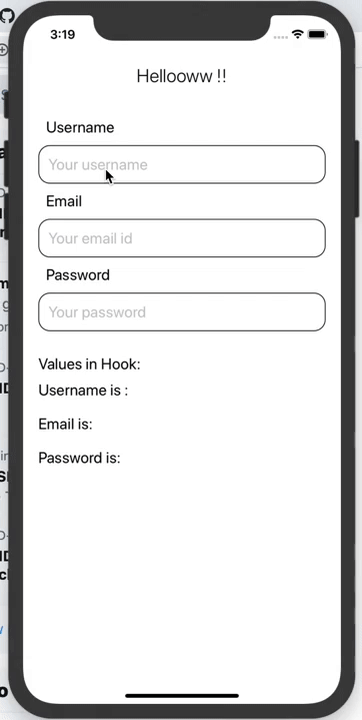 3:19
Hellooww !!
Username
Your username
Email
Your email id
Password
Your password
Values in Hook:
Username is :
Email is:
Password is: